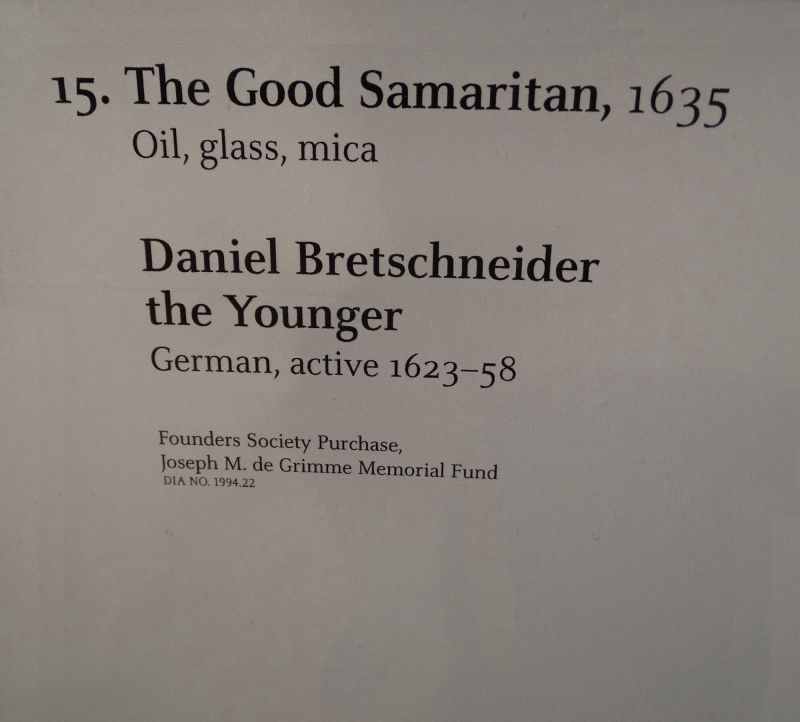 15. The Good Samaritan, 1635
Oil, glass, mica
Daniel Bretschneider
the Younger
German, active 1623–58
Founders Society Purchase,
Joseph M. de Grimme Memorial Fund
DIA NO. 1994.22